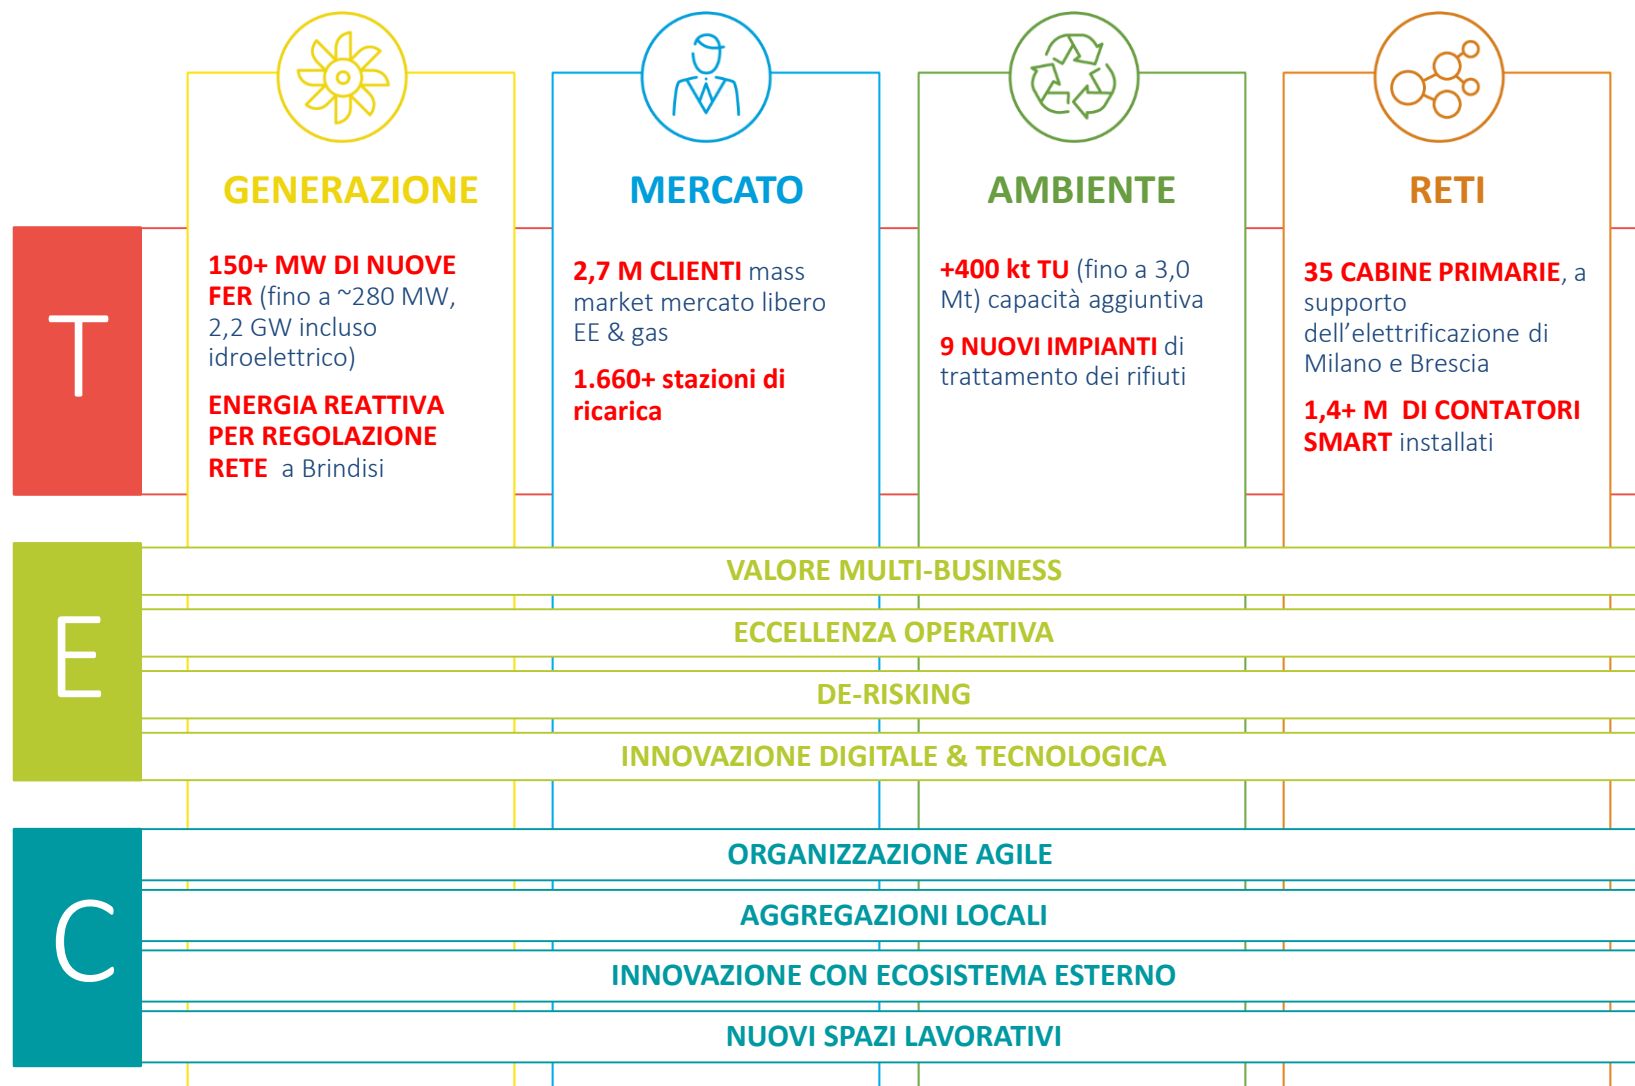 GENERAZIONE
MERCATO
AMBIENTE
RETI
T
150+ MW DI NUOVE
FER (fino a ~280 MW,
2,2 GW incluso
idroelettrico)
ENERGIA REATTIVA
PER REGOLAZIONE
RETE a Brindisi
2,7 M CLIENTI mass
market mercato libero
EE & gas
1.660+ stazioni di
ricarica
+400 kt TU (fino a 3,0
Mt) capacità aggiuntiva
9 NUOVI IMPIANTI di
trattamento dei rifiuti
35 CABINE PRIMARIE, a
supporto
dell’elettrificazione di
Milano e Brescia
1,4+ M DI CONTATORI
SMART installati
E
VALORE MULTI-BUSINESS
ECCELLENZA OPERATIVA
DE-RISKING
INNOVAZIONE DIGITALE & TECNOLOGICA
C
ORGANIZZAZIONE AGILE
AGGREGAZIONI LOCALI
INNOVAZIONE CON ECOSISTEMA ESTERNO
NUOVI SPAZI LAVORATIVI